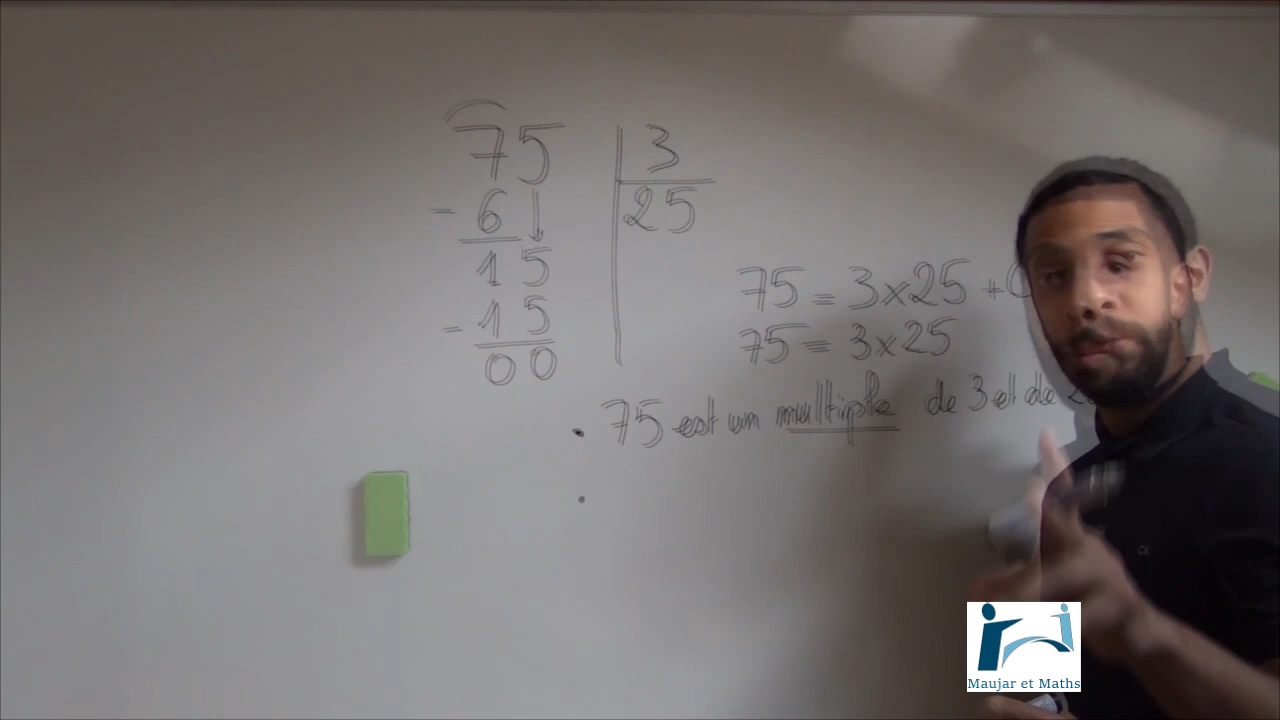 75 3
- 6 25
15
- 15
00
75 = 3 x 25 + 0
75 = 3 x 25
• 75 est un multiple de 3 et de
•
Maujar et Maths